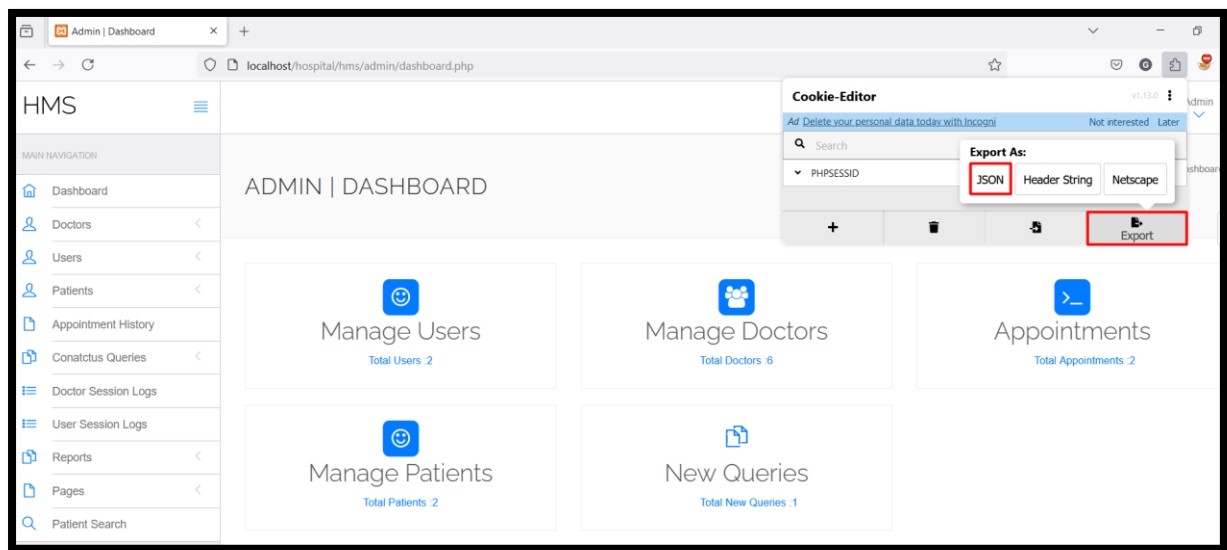 Admin | Dashboard
localhost/hospital/hms/admin/dashboard.php
HMS
Cookie-Editor v1.13.0
Ad Delete your personal data today with Incogni Not interested Later
Search
PHPSESSID
Export As:
JSON Header String Netscape
Export
MAIN NAVIGATION
Dashboard
Doctors
Users
Patients
Appointment History
Conatctus Queries
Doctor Session Logs
User Session Logs
Reports
Pages
Patient Search
ADMIN | DASHBOARD
Manage Users
Total Users :2
Manage Doctors
Total Doctors :6
Appointments
Total Appointments :2
Manage Patients
Total Patients :2
New Queries
Total New Queries :1